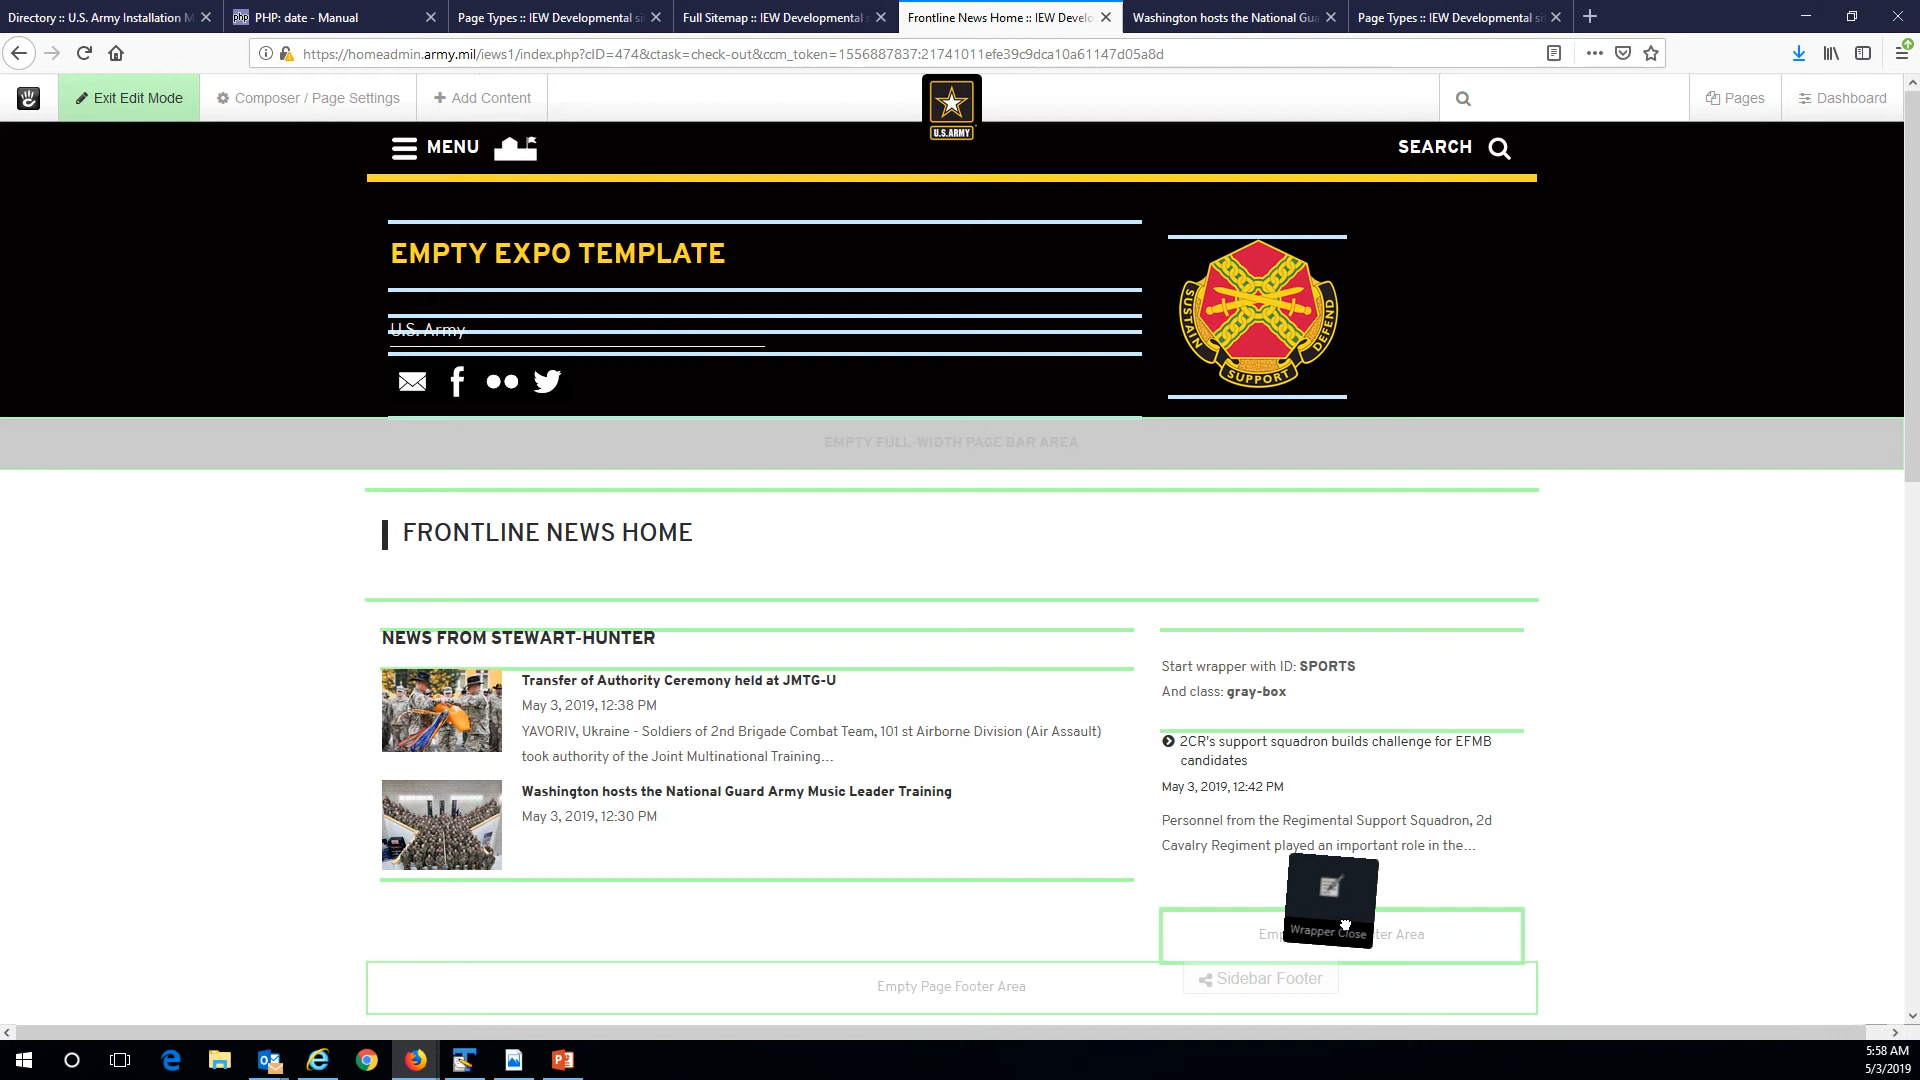 Directory :: U.S. Army Installation M
PHP: date - Manual
Page Types :: IEW Developmental si
Full Sitemap :: IEW Developmental s
Frontline News Home :: IEW Develo
Washington hosts the National Gua
Page Types :: IEW Developmental si
https://homeadmin.army.mil/iews1/index.php?cID=474&ctask=check-out&ccm_token=1556887837:21741011efe39c9dca10a61147d05a8d
Exit Edit Mode
Composer / Page Settings
Add Content
Pages
Dashboard
U.S.ARMY
MENU
SEARCH
EMPTY EXPO TEMPLATE
U.S. Army
SUSTAIN
DEFEND
SUPPORT
EMPTY FULL-WIDTH PAGE BAR AREA
FRONTLINE NEWS HOME
NEWS FROM STEWART-HUNTER
Transfer of Authority Ceremony held at JMTG-U
May 3, 2019, 12:38 PM
YAVORIV, Ukraine - Soldiers of 2nd Brigade Combat Team, 101 st Airborne Division (Air Assault)
took authority of the Joint Multinational Training...
Washington hosts the National Guard Army Music Leader Training
May 3, 2019, 12:30 PM
Start wrapper with ID: SPORTS
And class: gray-box
2CR's support squadron builds challenge for EFMB
candidates
May 3, 2019, 12:42 PM
Personnel from the Regimental Support Squadron, 2d
Cavalry Regiment played an important role in the...
Wrapper Close
Area
Sidebar Footer
Empty Page Footer Area
5:58 AM
5/3/2019